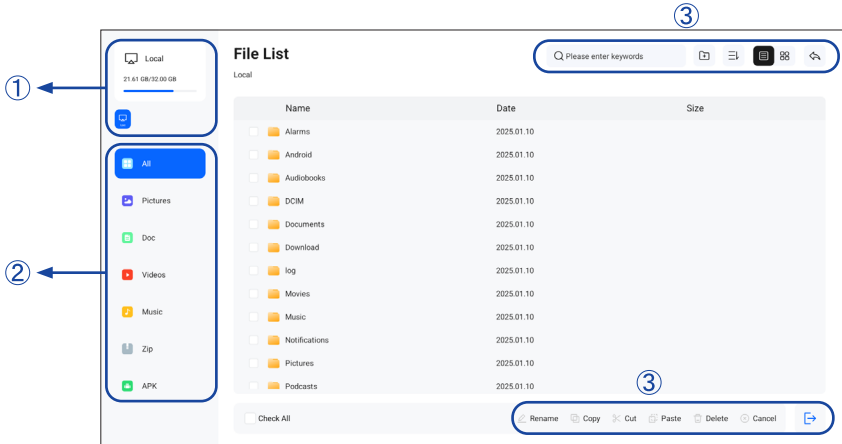 ③
Local
21.61 GB/32.00 GB
①
File List
Local
Please enter keywords
Name Date Size
Alarms 2025.01.10
Android 2025.01.10
Audiobooks 2025.01.10
DCIM 2025.01.10
Documents 2025.01.10
Download 2025.01.10
log 2025.01.10
Movies 2025.01.10
Music 2025.01.10
Notifications 2025.01.10
Pictures 2025.01.10
Podcasts 2025.01.10
All
Pictures
Doc
②
Videos
Music
Zip
APK
③
Check All
Rename Copy Cut Paste Delete Cancel